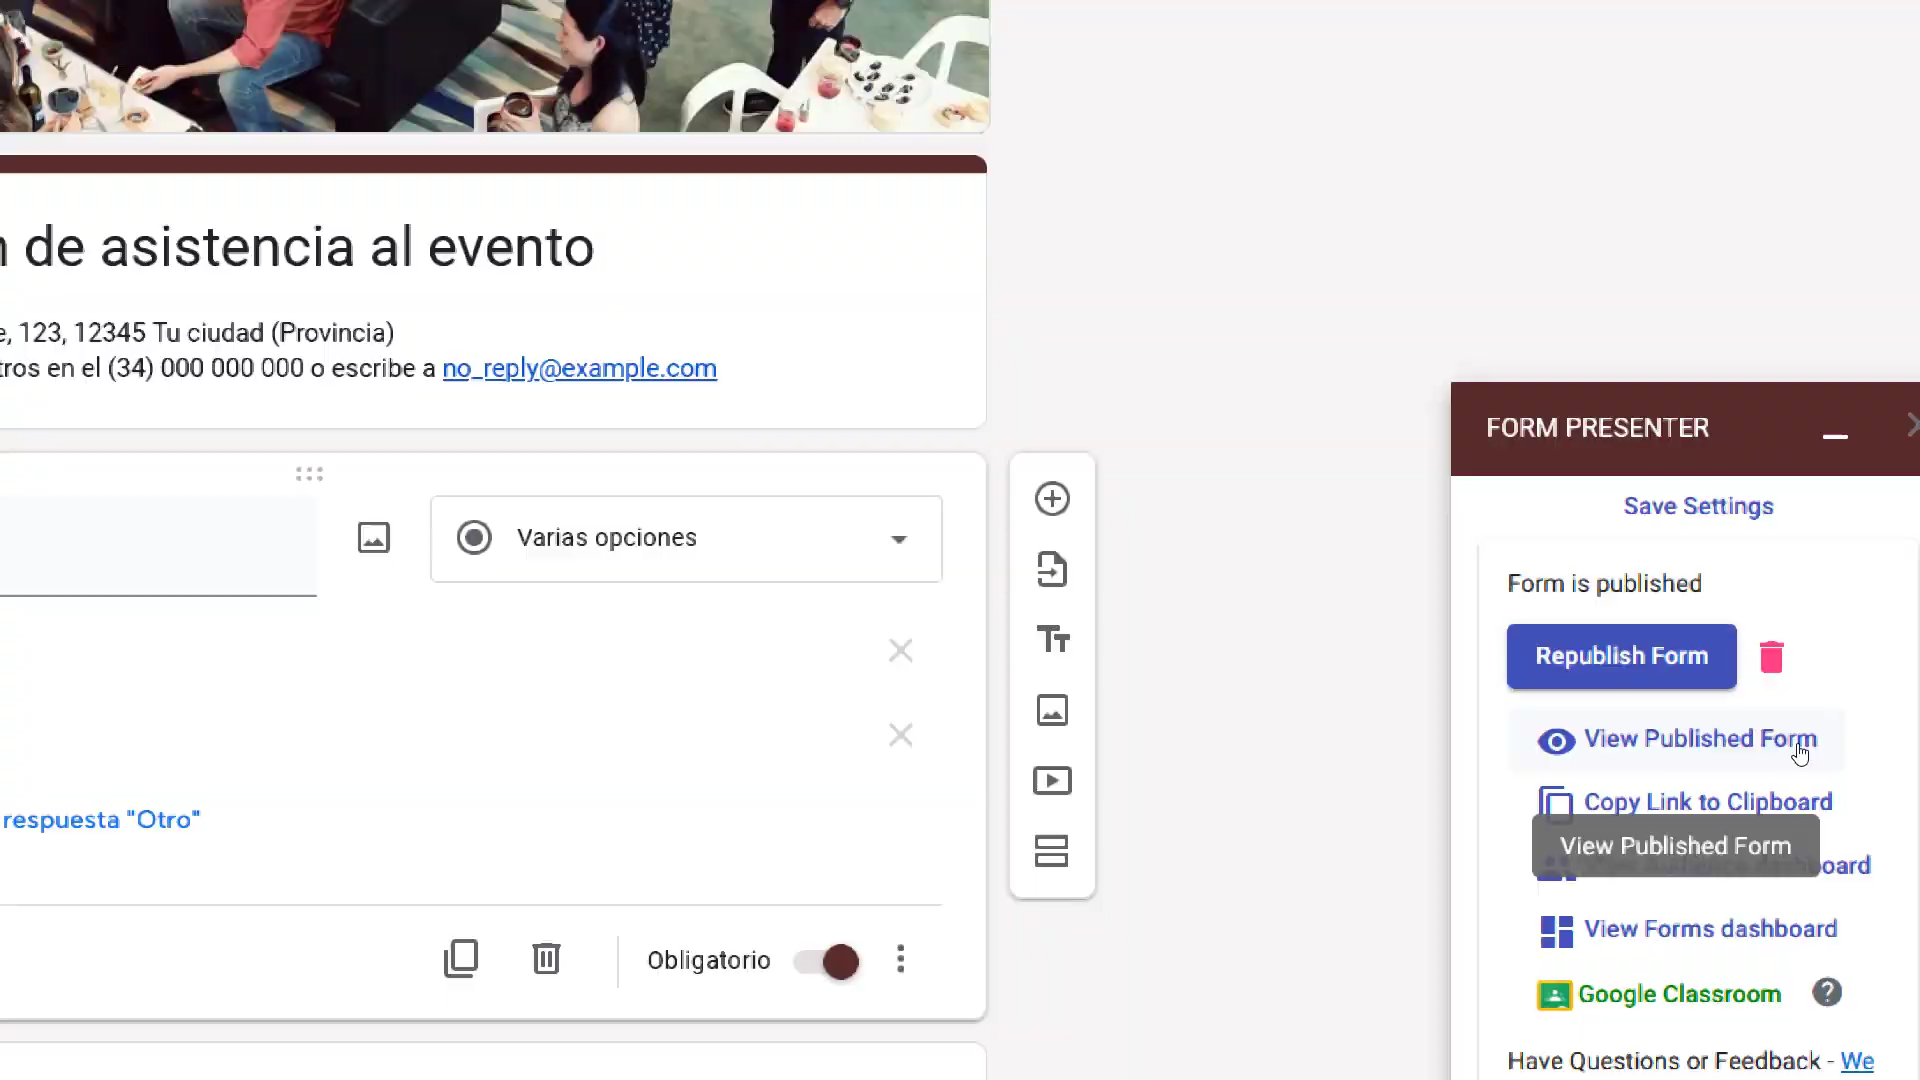 de asistencia al evento
123, 12345 Tu ciudad (Provincia)
en el (34) 000 000 000 o escribe a no_reply@example.com
Varias opciones
respuesta "Otro"
Obligatorio
FORM PRESENTER
Save Settings
Form is published
Republish Form
View Published Form
Copy Link to Clipboard
View Published Form
View Forms dashboard
Google Classroom
Have Questions or Feedback - We